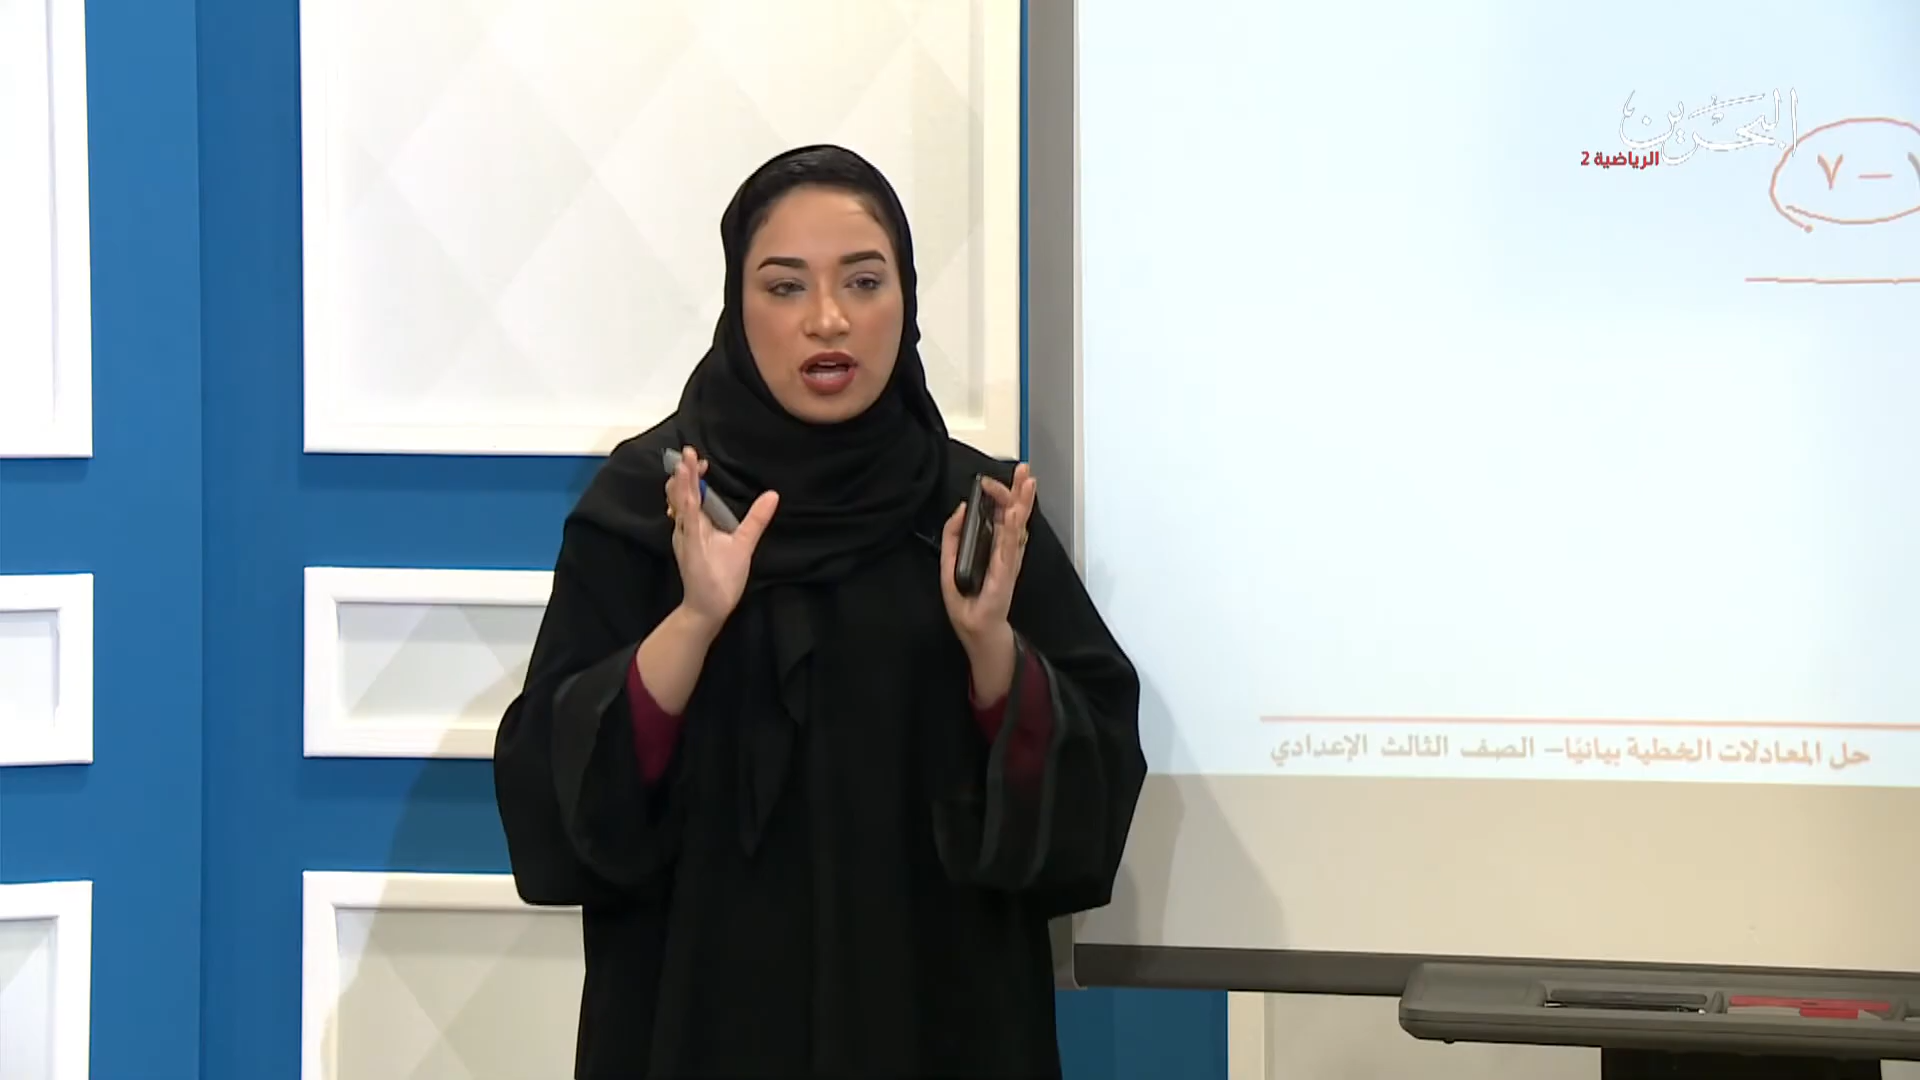 البحرين
الرياضية 2
٧ –
حل المعادلات الخطية بيانيًا– الصف الثالث الإعدادي